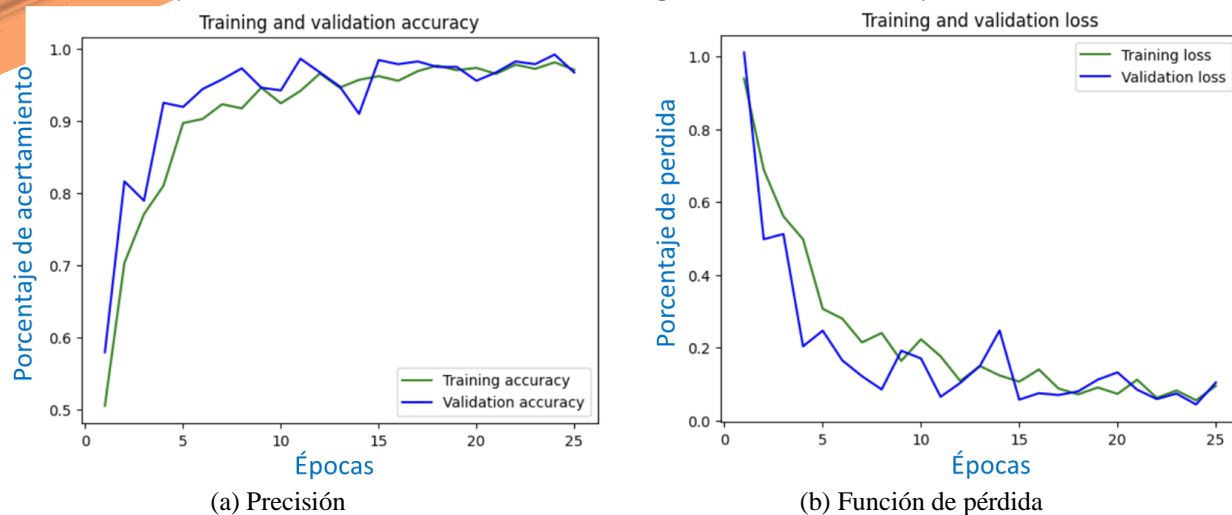 Training and validation accuracy
Porcentaje de acertamiento
1.0
0.9
0.8
0.7
0.6
0.5
Training accuracy
Validation accuracy
0 5 10 15 20 25
Épocas
(a) Precisión
Training and validation loss
Porcentaje de perdida
1.0
0.8
0.6
0.4
0.2
0.0
Training loss
Validation loss
0 5 10 15 20 25
Épocas
(b) Función de pérdida